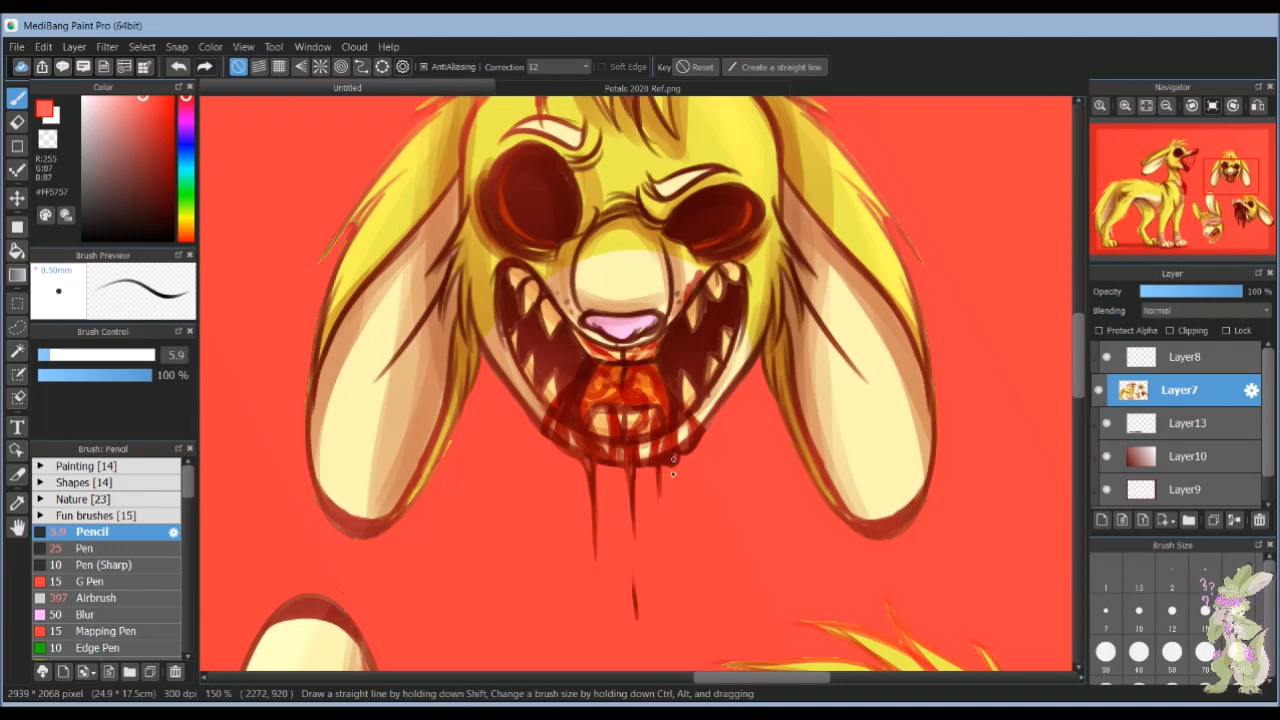 MediBang Paint Pro (64bit)
File Edit Layer Filter Select Snap Color View Tool Window Cloud Help
AntiAliasing Correction 12 Soft Edge Key Reset Create a straight line
Color
Untitled
Petals 2020 Ref.png
Navigator
R:255
G:87
B:87
#FF5757
Brush Preview
* 0.50mm
Brush Control
5.9
100 %
Layer
Opacity 100 %
Blending Normal
Protect Alpha Clipping Lock
Layer8
Layer7
Layer13
Layer10
Layer9
Brush: Pencil
Painting [14]
Shapes [14]
Nature [23]
Fun brushes [15]
5.9 Pencil
25 Pen
10 Pen (Sharp)
15 G Pen
397 Airbrush
50 Blur
15 Mapping Pen
10 Edge Pen
Brush Size
1 1.5 2 3
7 10 12 15
30 40 50 70
2939 * 2068 pixel (24.9 * 17.5cm) 300 dpi 150 % ( 2272, 920 ) Draw a straight line by holding down Shift, Change a brush size by holding down Ctrl, Alt, and dragging